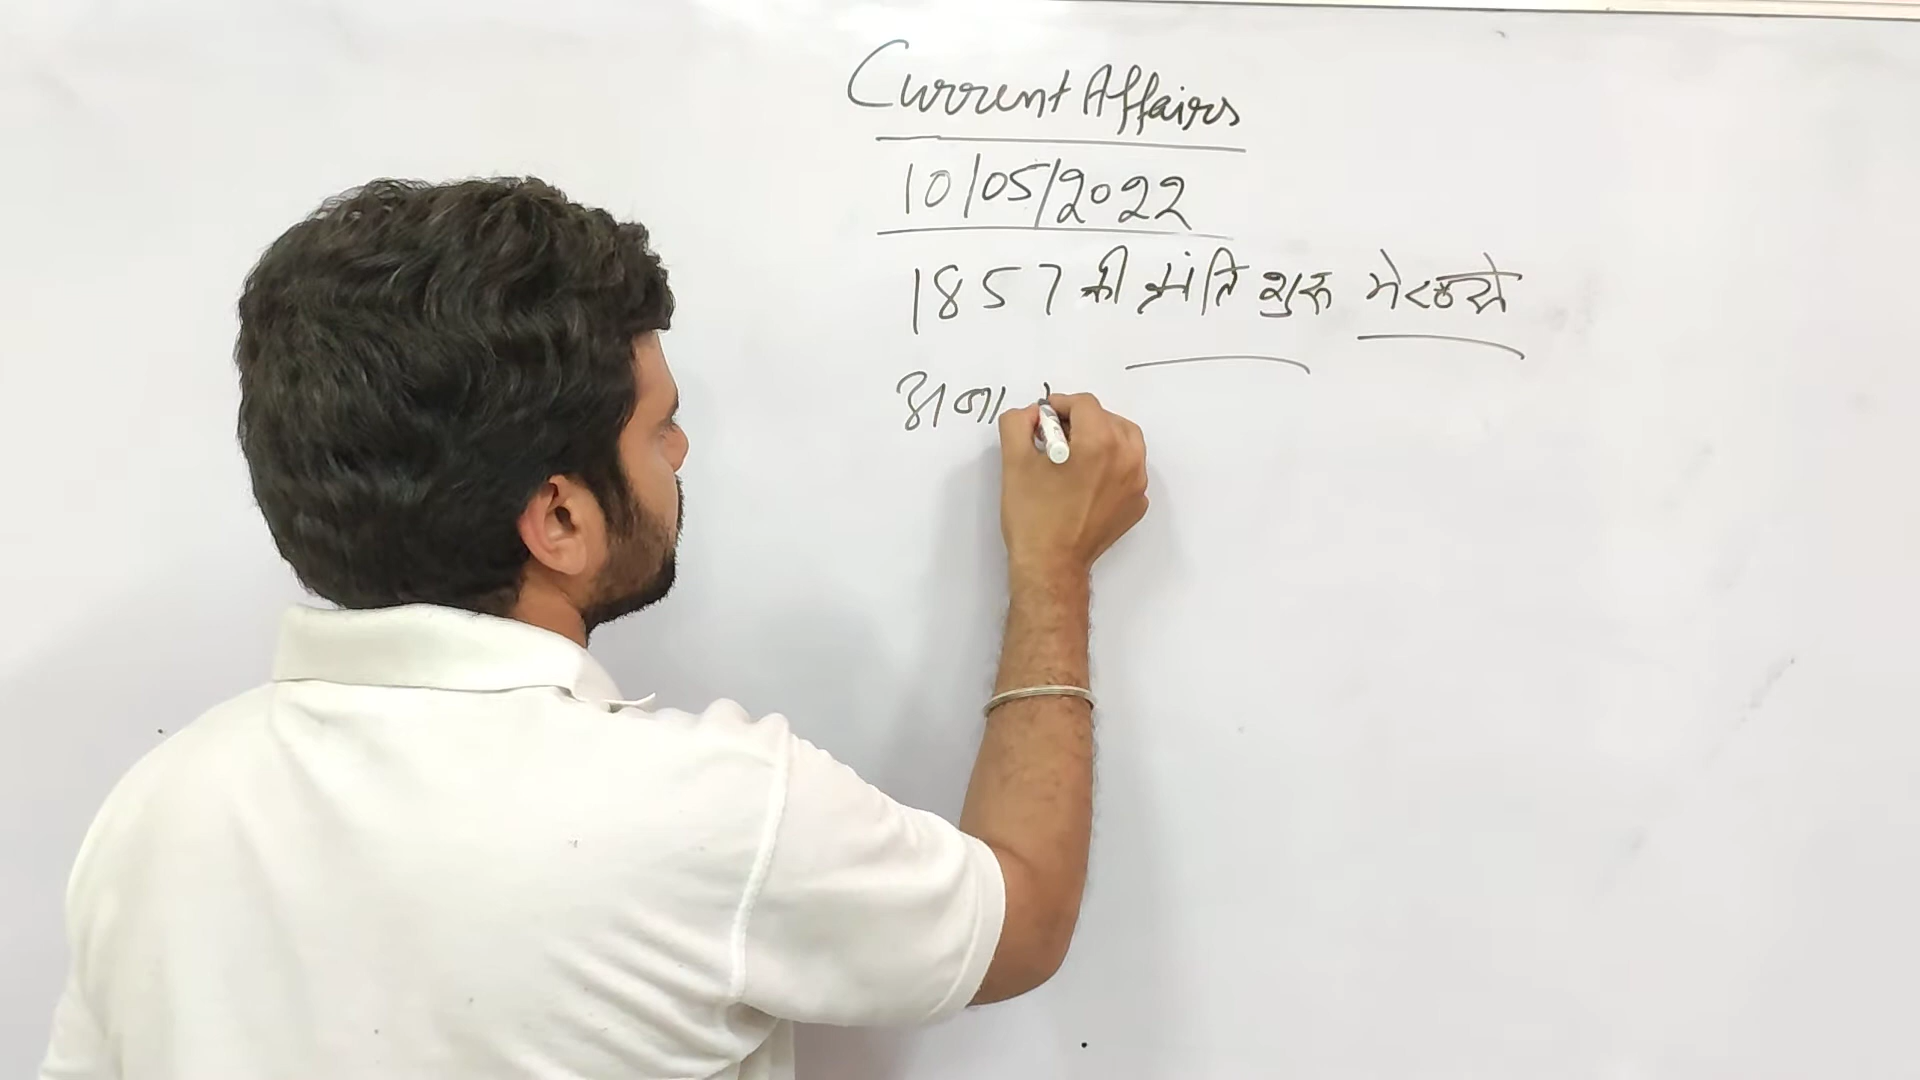 Current Affairs
10/05/2022
1857 की क्रांति शुरू मेरठ से